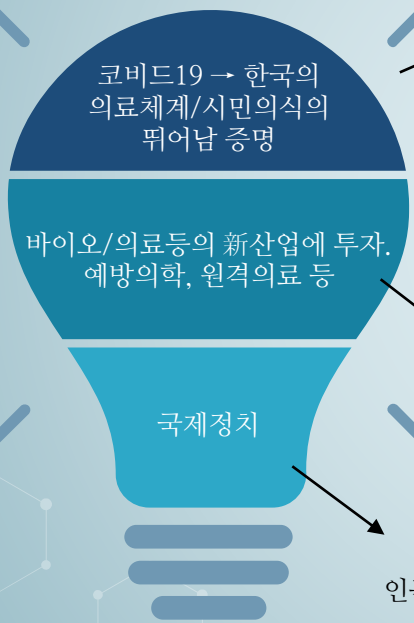 코비드19 → 한국의
의료체계/시민의식의
뛰어남 증명
바이오/의료등의 新산업에 투자.
예방의학, 원격의료 등
국제정치